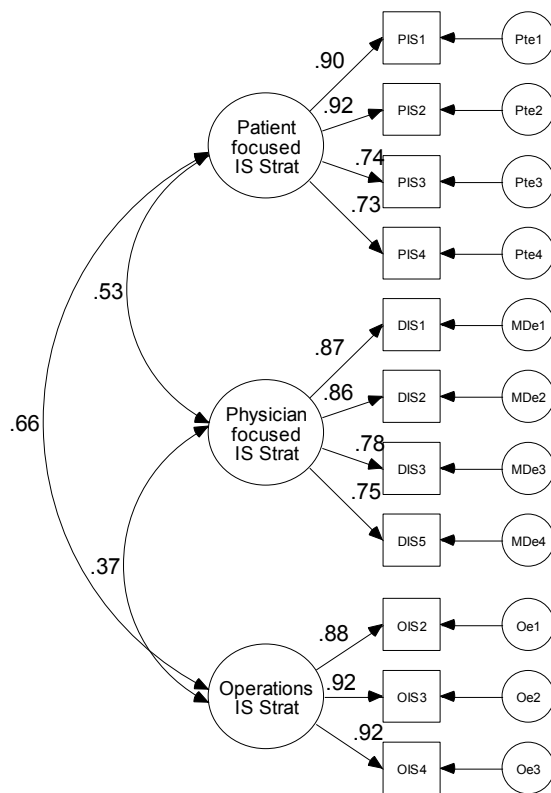 PIS1
Pte1
.90
PIS2
Pte2
.92
Patient
focused
IS Strat
.74
PIS3
Pte3
.73
PIS4
Pte4
.53
DIS1
MDe1
.87
DIS2
MDe2
.86
Physician
focused
IS Strat
.66
.78
DIS3
MDe3
.75
DIS5
MDe4
.37
OIS2
Oe1
.88
Operations
IS Strat
.92
OIS3
Oe2
.92
OIS4
Oe3